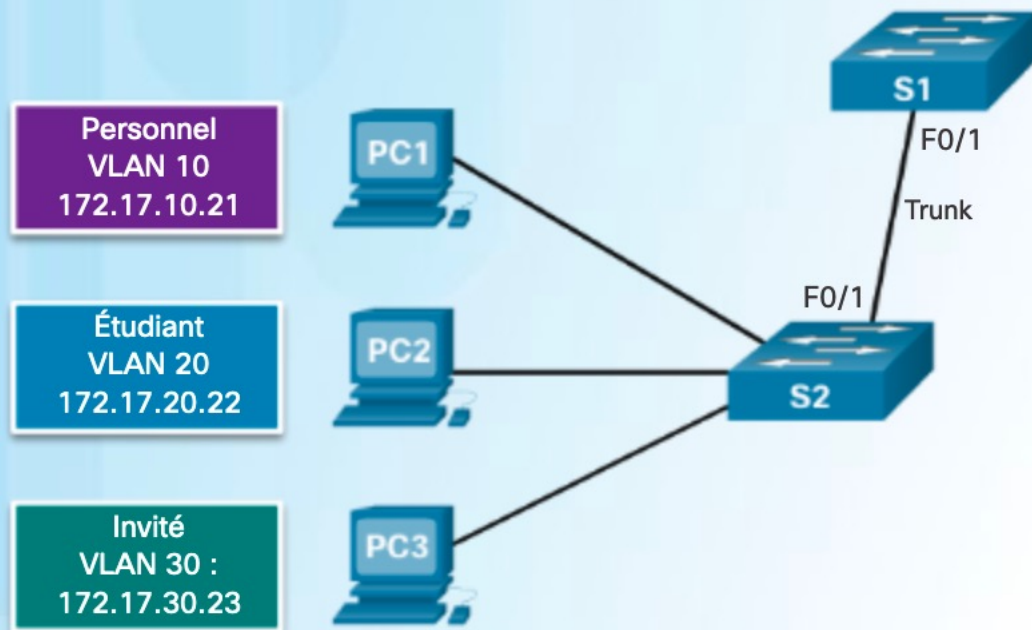 Personnel
VLAN 10
172.17.10.21
PC1
Étudiant
VLAN 20
172.17.20.22
PC2
Invité
VLAN 30 :
172.17.30.23
PC3
S1
F0/1
Trunk
F0/1
S2